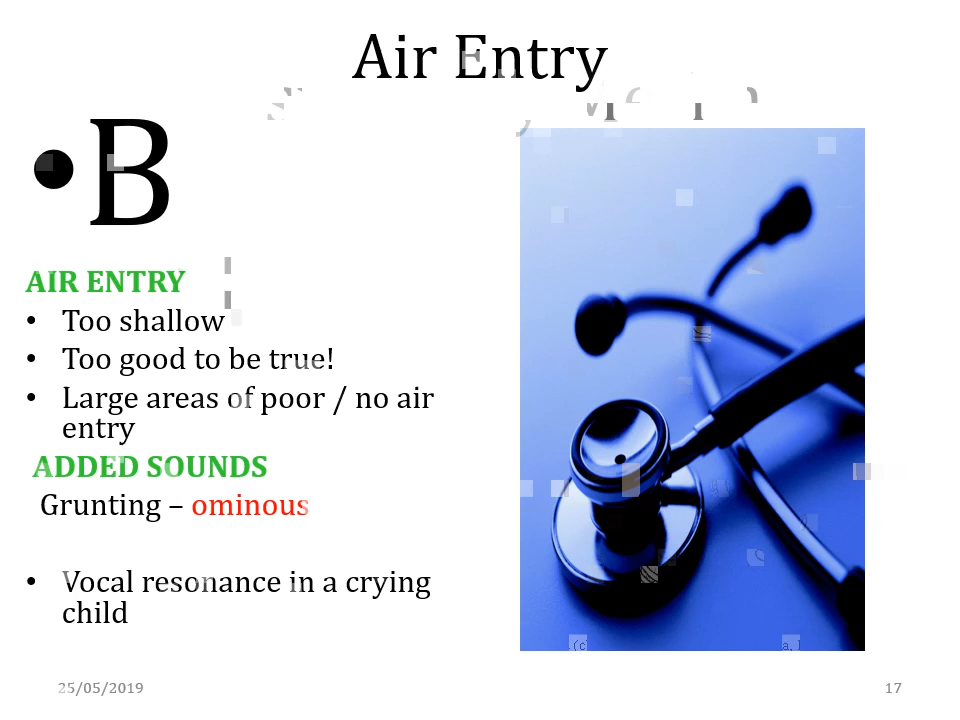 Air Entry
•B
AIR ENTRY
• Too shallow
• Too good to be true!
• Large areas of poor / no air
entry
ADDED SOUNDS
Grunting – ominous
• Vocal resonance in a crying
child
25/05/2019
17